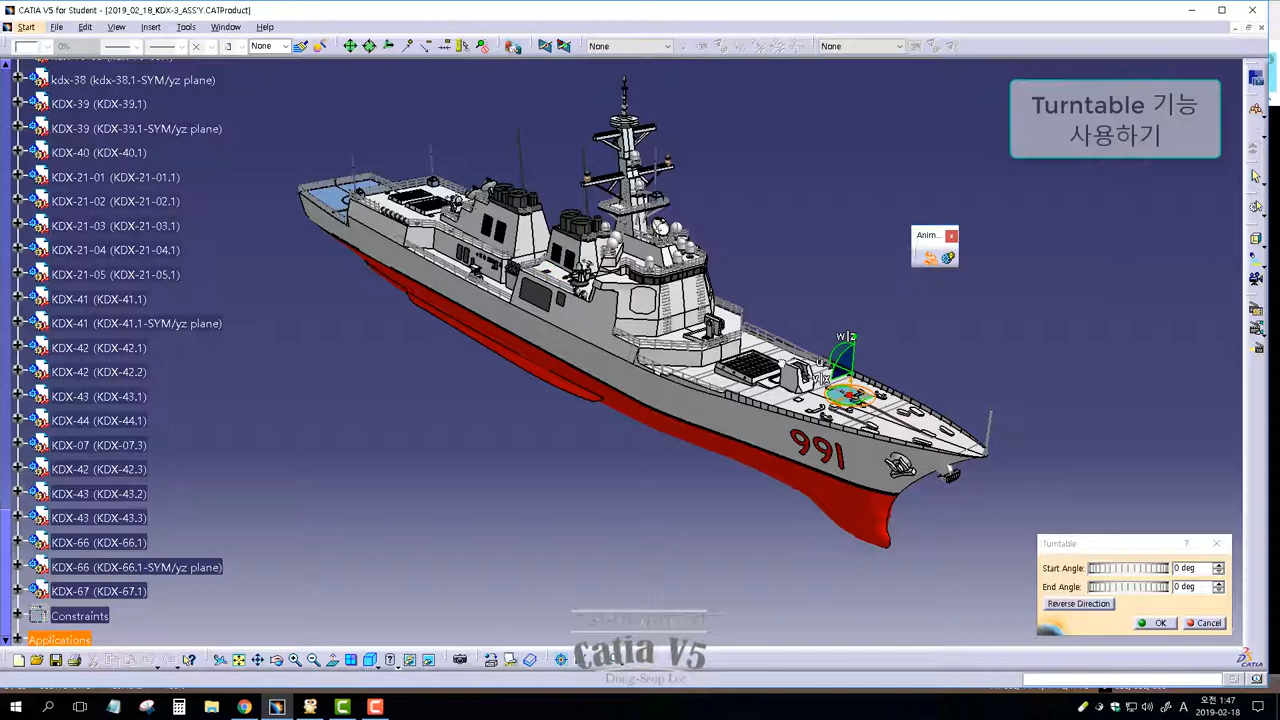 CATIA V5 for Student - [2019_02_18_KDX-3_ASS'Y.CATProduct]
Start File Edit View Insert Tools Window Help
0% None None None
kdx-38 (kdx-38.1-SYM/yz plane)
KDX-39 (KDX-39.1)
KDX-39 (KDX-39.1-SYM/yz plane)
KDX-40 (KDX-40.1)
KDX-21-01 (KDX-21-01.1)
KDX-21-02 (KDX-21-02.1)
KDX-21-03 (KDX-21-03.1)
KDX-21-04 (KDX-21-04.1)
KDX-21-05 (KDX-21-05.1)
KDX-41 (KDX-41.1)
KDX-41 (KDX-41.1-SYM/yz plane)
KDX-42 (KDX-42.1)
KDX-42 (KDX-42.2)
KDX-43 (KDX-43.1)
KDX-44 (KDX-44.1)
KDX-07 (KDX-07.3)
KDX-42 (KDX-42.3)
KDX-43 (KDX-43.2)
KDX-43 (KDX-43.3)
KDX-66 (KDX-66.1)
KDX-66 (KDX-66.1-SYM/yz plane)
KDX-67 (KDX-67.1)
Constraints
Applications
Turntable 기능
사용하기
Anim...
w|z
991
Turntable
Start Angle: 0 deg
End Angle: 0 deg
Reverse Direction
OK Cancel
Catia V5
Dong-Seop Lee
CATIA
오전 1:47
2019-02-18